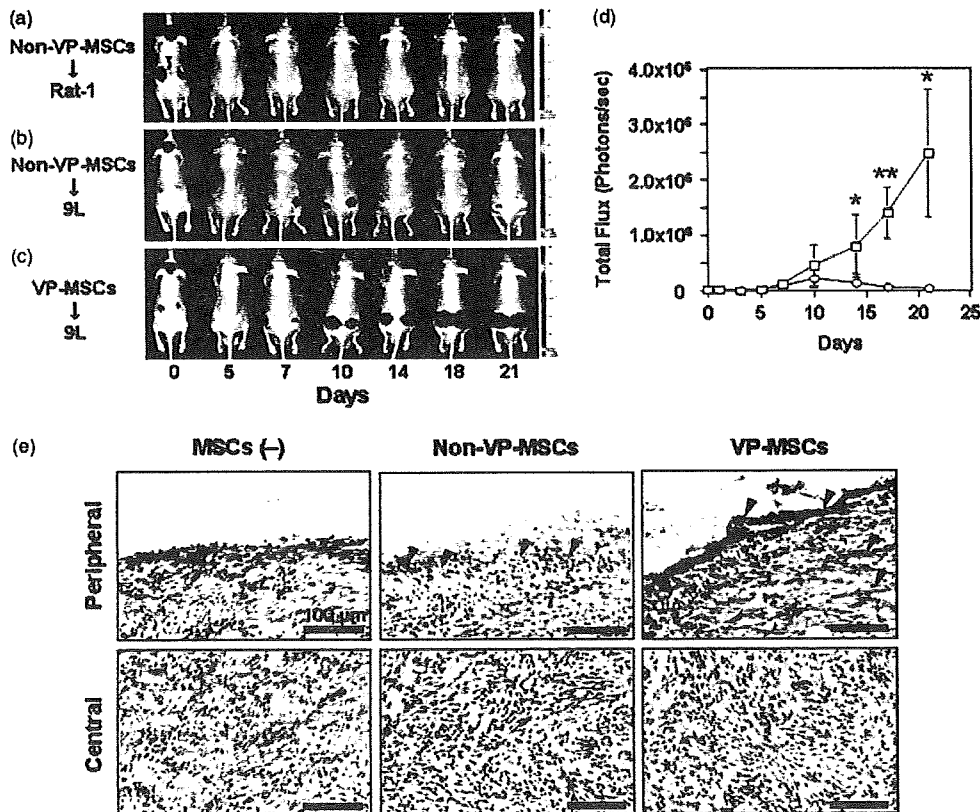 (a)
Non-VP-MSCs
↓
Rat-1
(b)
Non-VP-MSCs
↓
9L
(c)
VP-MSCs
↓
9L
0 5 7 10 14 18 21
Days
(d)
Total Flux (Photons/sec)
4.0x10⁶
3.0x10⁶
2.0x10⁶
1.0x10⁶
0
0 5 10 15 20 25
Days
* ** *
(e)
MSCs (–) Non-VP-MSCs VP-MSCs
Peripheral
100 μm
Central